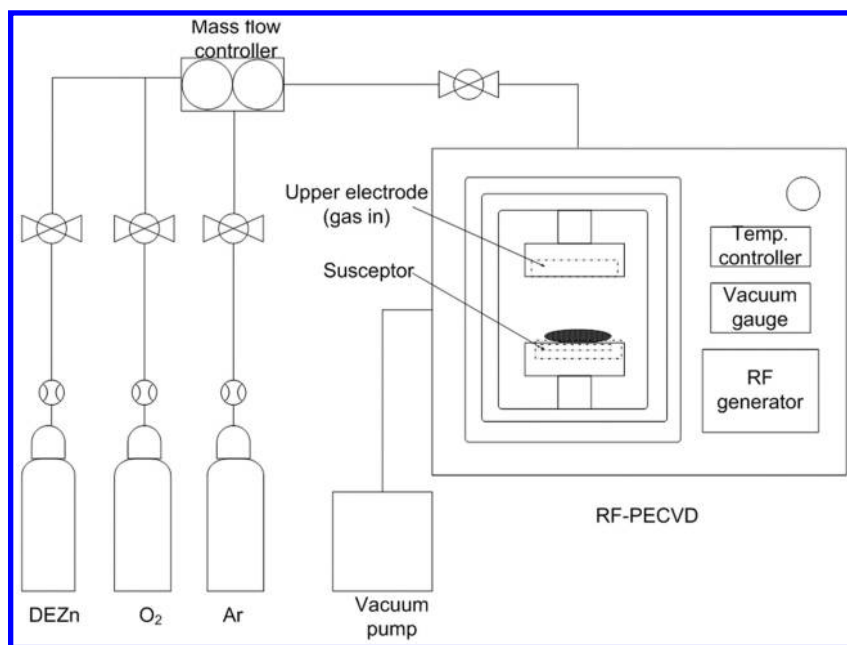 Mass flow
controller
Upper electrode
(gas in)
Susceptor
Temp.
controller
Vacuum
gauge
RF
generator
RF-PECVD
DEZn
O₂
Ar
Vacuum
pump